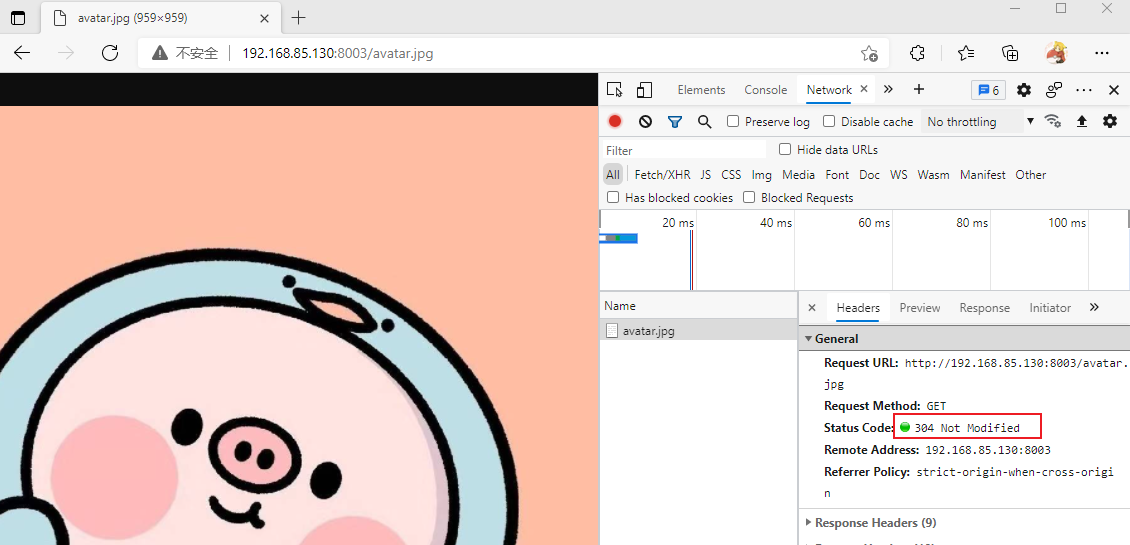 avatar.jpg (959×959)
不安全 192.168.85.130:8003/avatar.jpg
Elements Console Network 6
Preserve log Disable cache No throttling
Filter Hide data URLs
All Fetch/XHR JS CSS Img Media Font Doc WS Wasm Manifest Other
Has blocked cookies Blocked Requests
20 ms 40 ms 60 ms 80 ms 100 ms
Name
avatar.jpg
Headers Preview Response Initiator
General
Request URL: http://192.168.85.130:8003/avatar.
jpg
Request Method: GET
Status Code: 304 Not Modified
Remote Address: 192.168.85.130:8003
Referrer Policy: strict-origin-when-cross-origi
n
Response Headers (9)